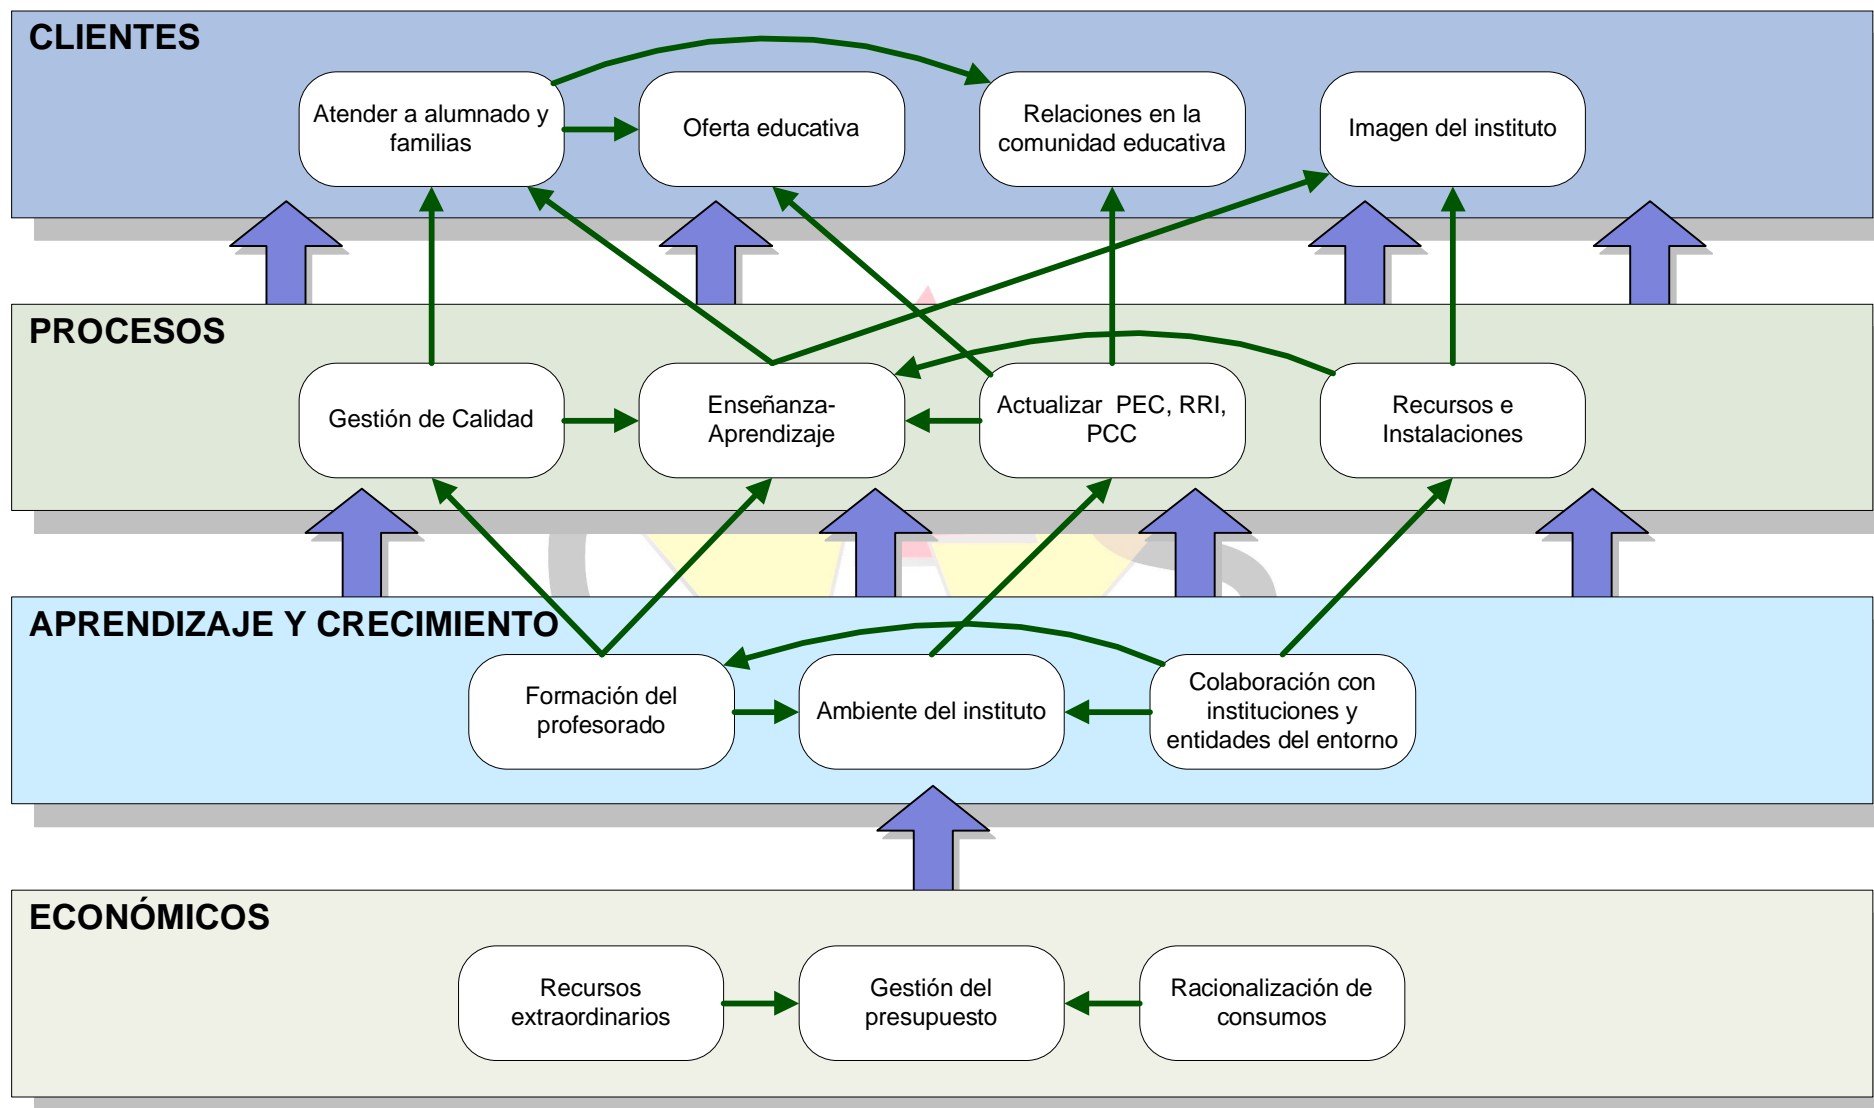 CLIENTES
Atender a alumnado y
familias
Oferta educativa
Relaciones en la
comunidad educativa
Imagen del instituto
PROCESOS
Gestión de Calidad
Enseñanza-
Aprendizaje
Actualizar  PEC, RRI,
PCC
Recursos e
Instalaciones
APRENDIZAJE Y CRECIMIENTO
Formación del
profesorado
Ambiente del instituto
Colaboración con
instituciones y
entidades del entorno
ECONÓMICOS
Recursos
extraordinarios
Gestión del
presupuesto
Racionalización de
consumos